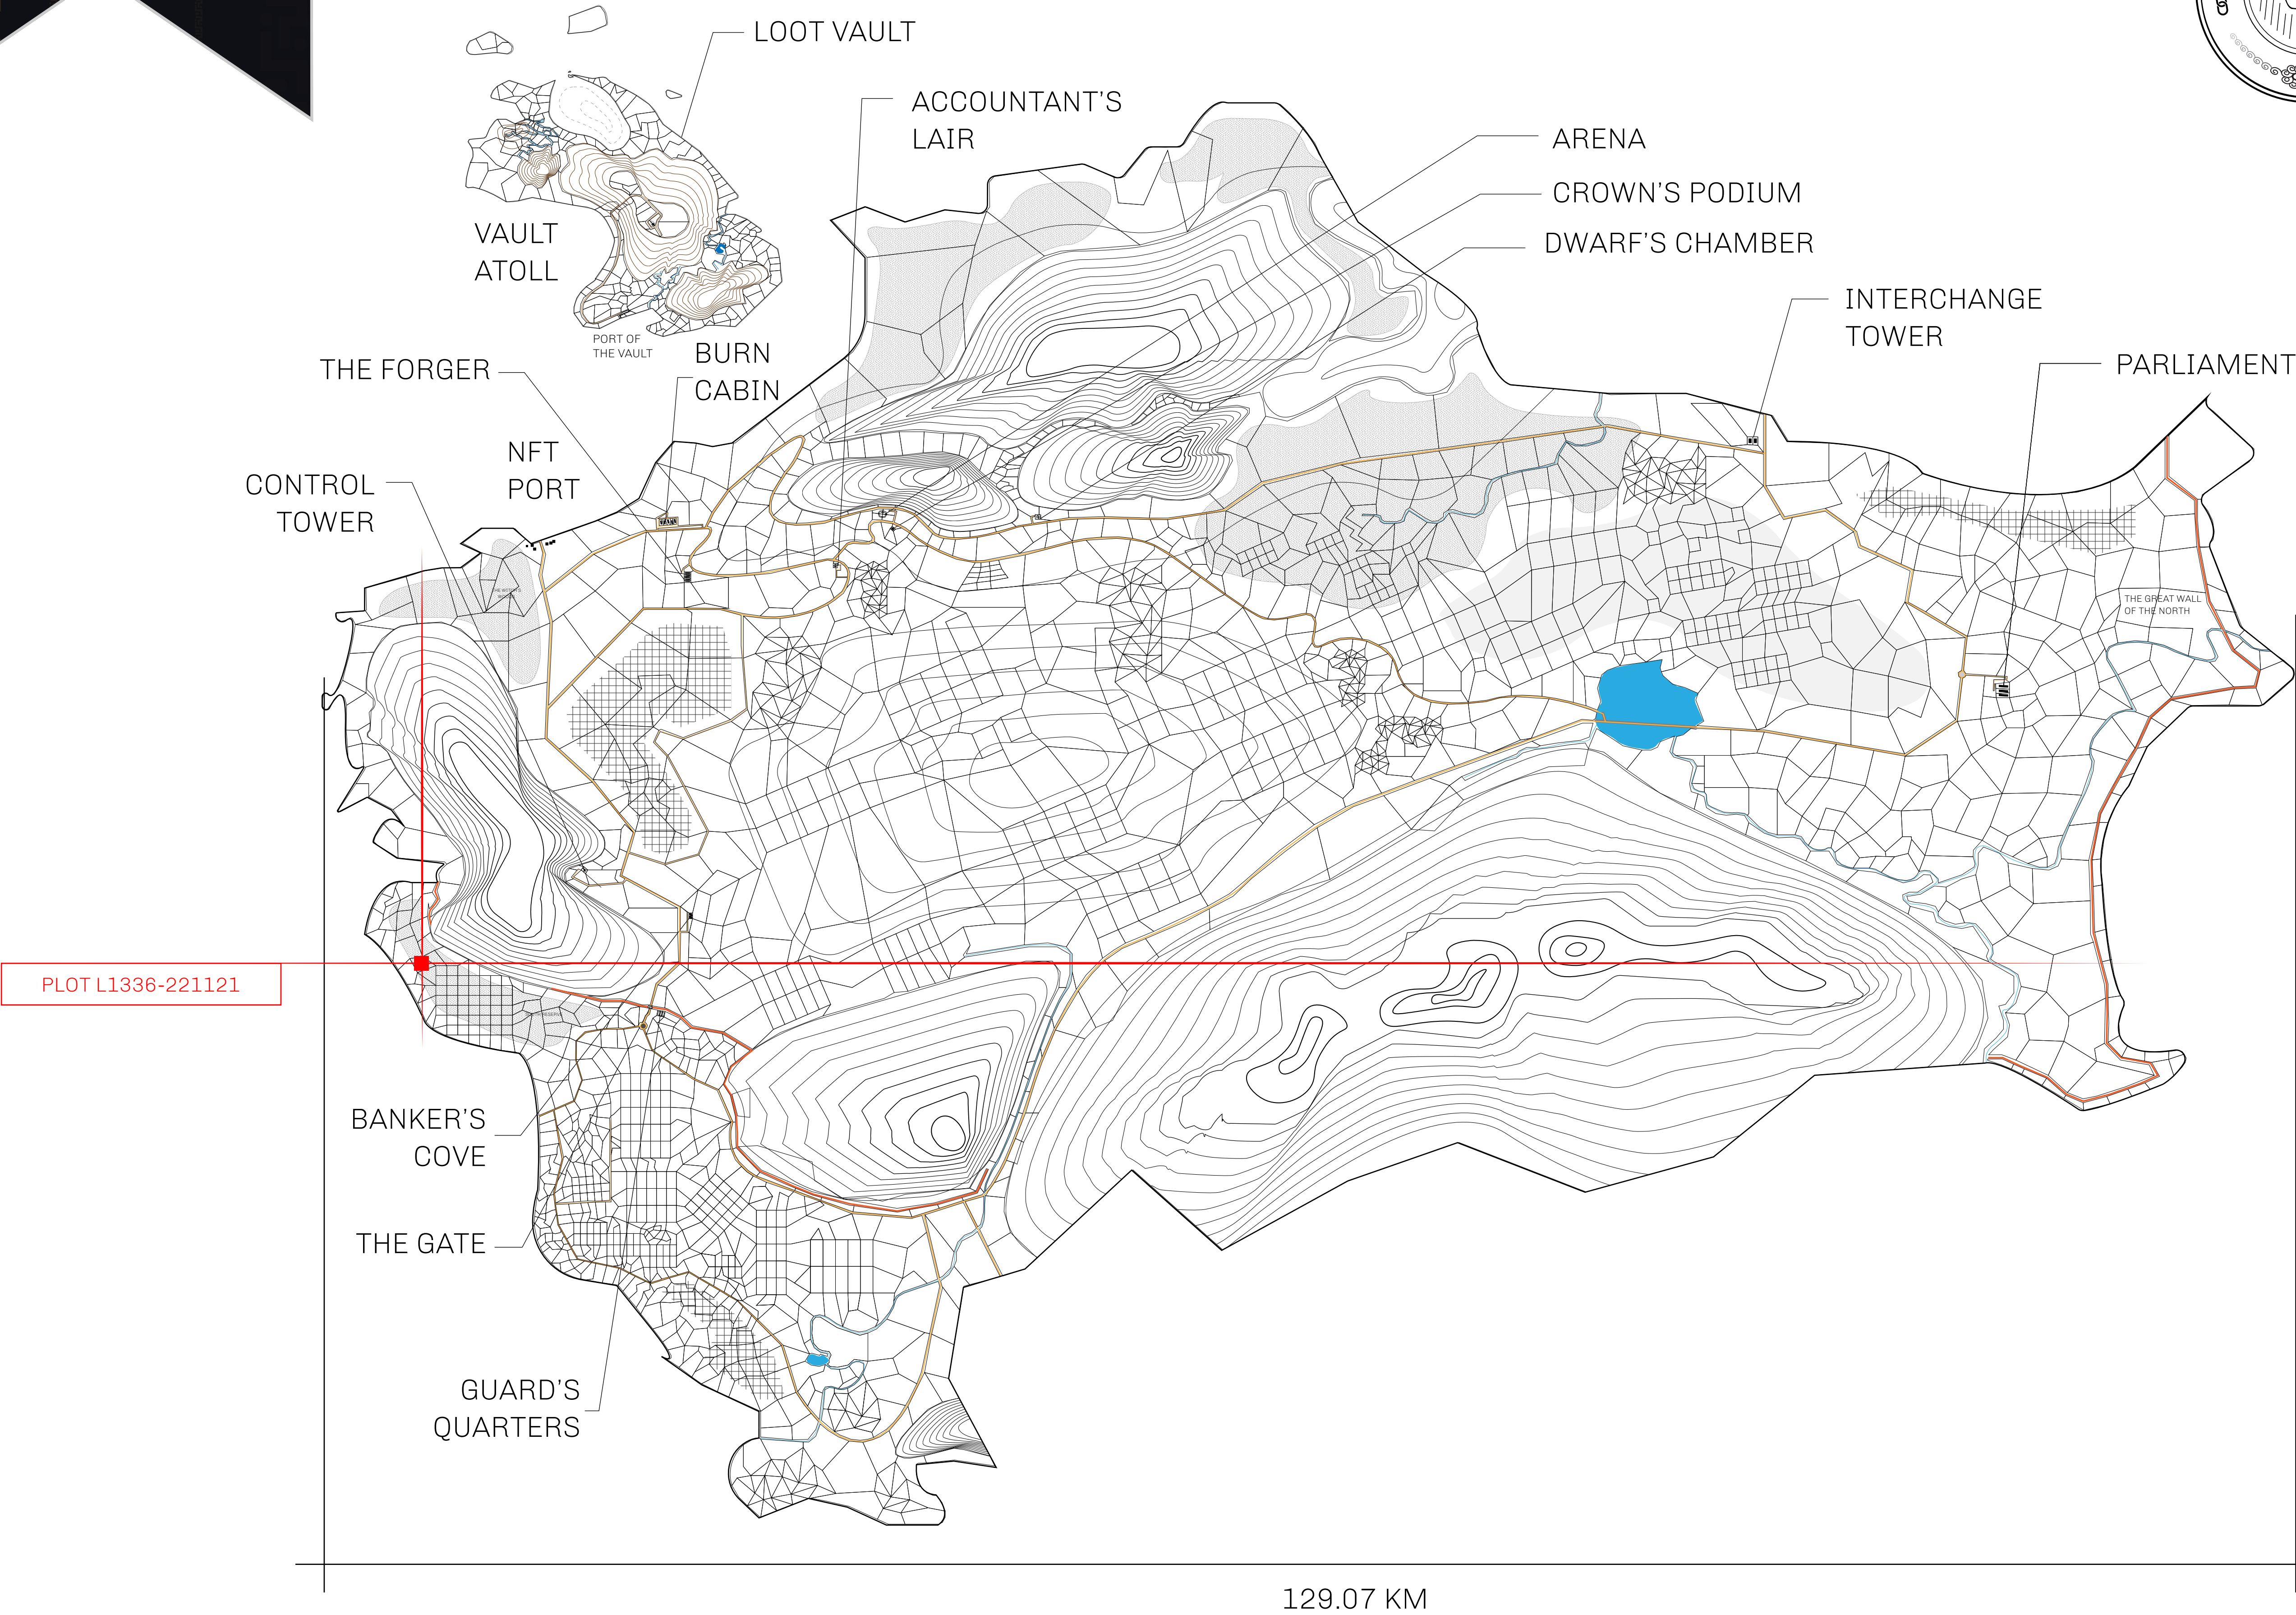 LOOT VAULT
ACCOUNTANT'S
LAIR
ARENA
CROWN'S PODIUM
DWARF'S CHAMBER
VAULT
ATOLL
INTERCHANGE
TOWER
PORT OF
THE VAULT
BURN
CABIN
THE FORGER
PARLIAMENT
NFT
PORT
CONTROL
TOWER
THE GREAT WALL
OF THE NORTH
PLOT L1336-221121
BANKER'S
COVE
THE GATE
GUARD'S
QUARTERS
129.07 KM